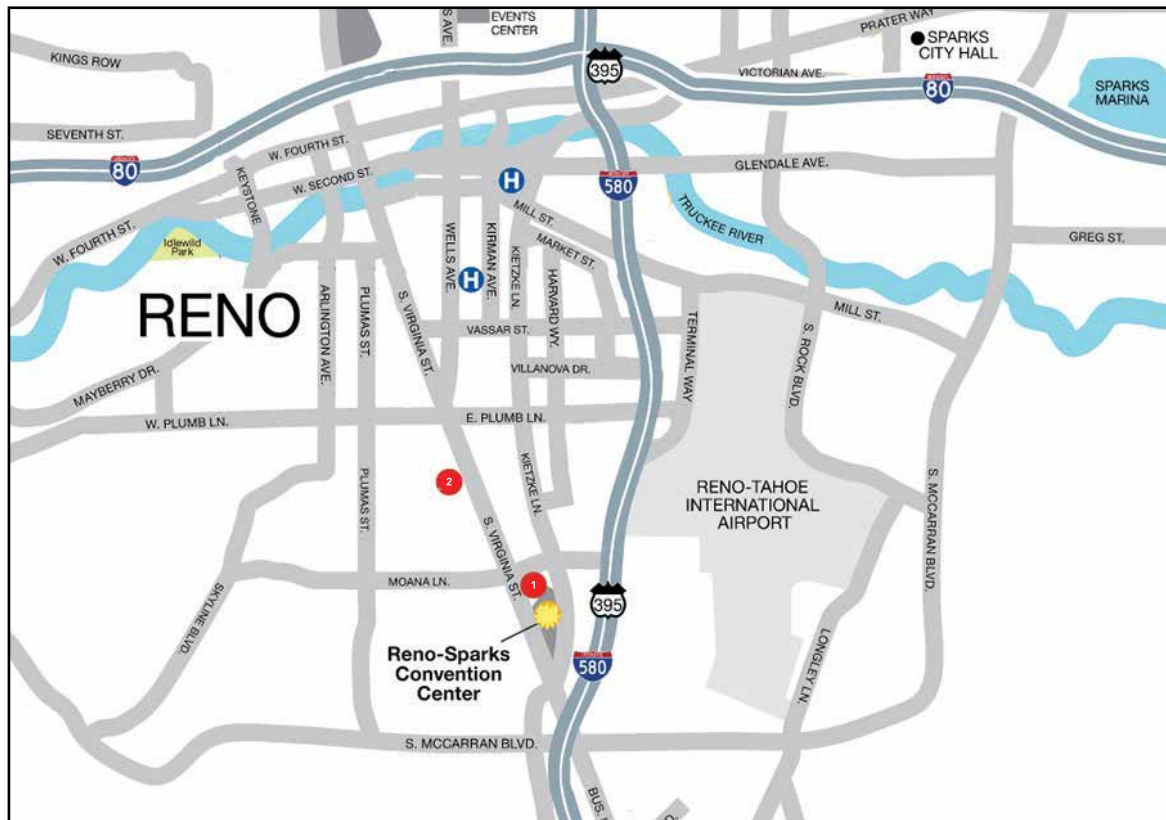 S AVE.
EVENTS
CENTER
PRATER WAY
SPARKS
CITY HALL
KINGS ROW
395
VICTORIAN AVE.
80
SPARKS
MARINA
SEVENTH ST.
80
W. FOURTH ST.
KEYSTONE
W. SECOND ST.
H
580
GLENDALE AVE.
W. FOURTH ST.
Idlewild
Park
MILL ST.
TRUCKEE RIVER
GREG ST.
WELLS AVE.
KIRMAN AVE.
KIETZKE LN.
MARKET ST.
HARVARD WY.
H
RENO
ARLINGTON AVE.
PLUMAS ST.
S. VIRGINIA ST.
VASSAR ST.
TERMINAL WAY
S. ROCK BLVD.
MILL ST.
VILLANOVA DR.
MAYBERRY DR.
W. PLUMB LN.
E. PLUMB LN.
2
PLUMAS ST.
KIETZKE LN.
S. VIRGINIA ST.
RENO-TAHOE
INTERNATIONAL
AIRPORT
S. MCCARRAN BLVD.
MOANA LN.
1
SKYLINE BLVD.
395
Reno-Sparks
Convention
Center
580
LONGLEY LN.
S. MCCARRAN BLVD.
BUS.
D.